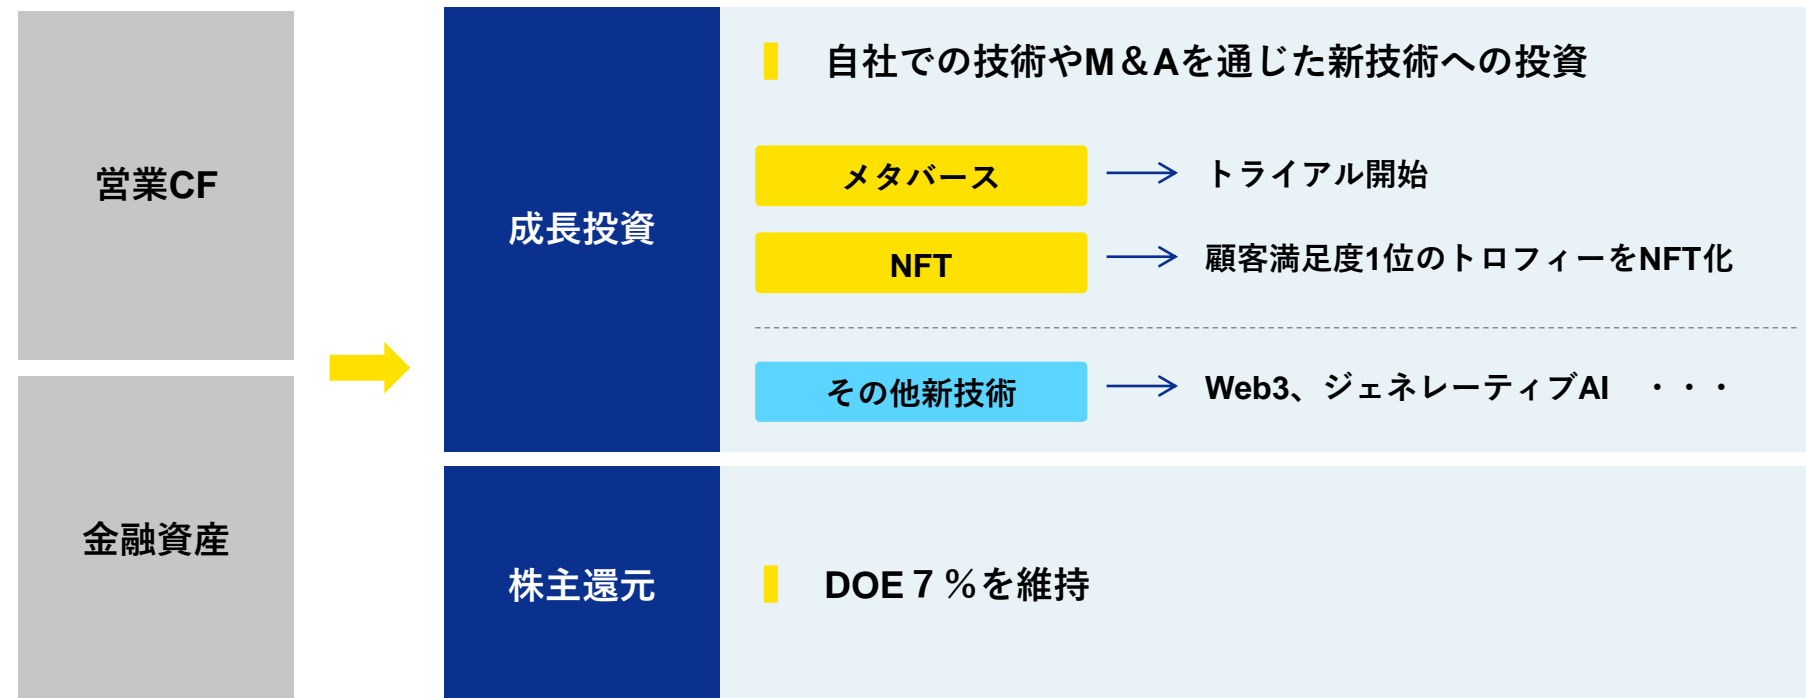 営業CF
金融資産
成長投資
自社での技術やM＆Aを通じた新技術への投資
メタバース
トライアル開始
NFT
顧客満足度1位のトロフィーをNFT化
その他新技術
Web3、ジェネレーティブAI　・・・
株主還元
DOE７％を維持